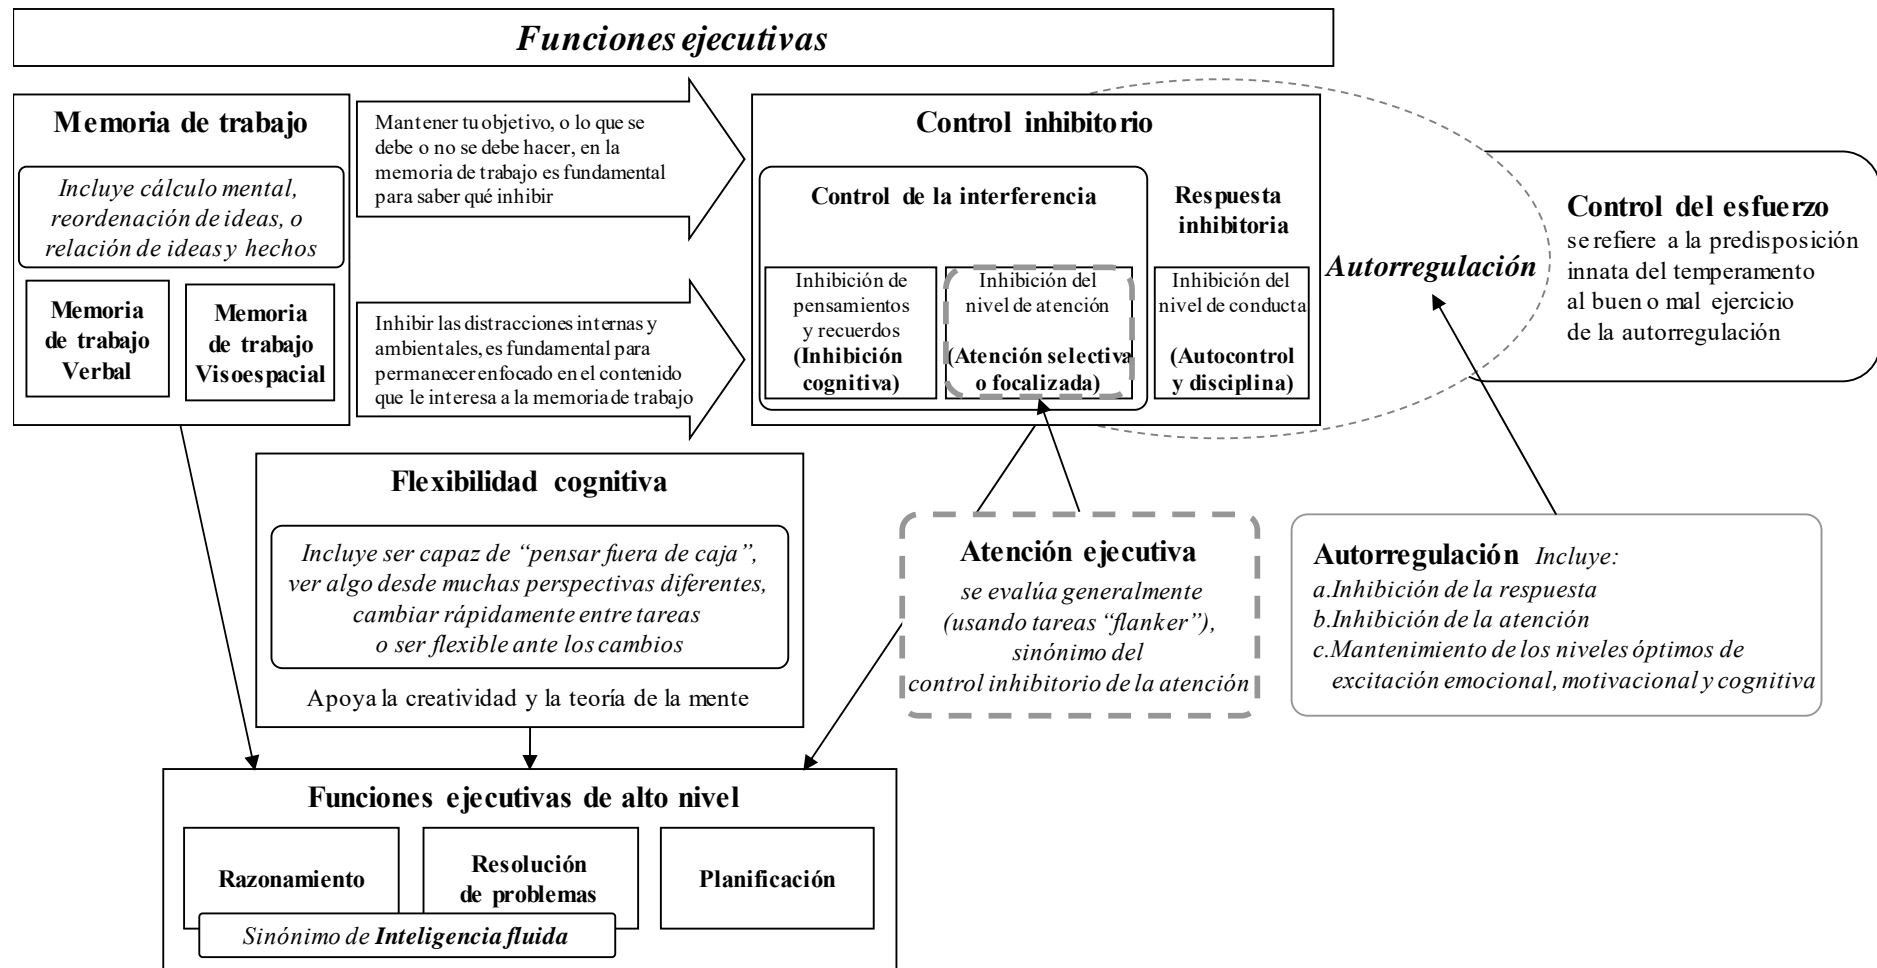 Funciones ejecutivas
Memoria de trabajo
Incluye cálculo mental,
reordenación de ideas, o
relación de ideas y hechos
Memoria
de trabajo
Verbal
Memoria
de trabajo
Visoespacial
Mantener tu objetivo, o lo que se
debe o no se debe hacer, en la
memoria de trabajo es fundamental
para saber qué inhibir
Inhibir las distracciones internas y
ambientales, es fundamental para
permanecer enfocado en el contenido
que le interesa a la memoria de trabajo
Control inhibitorio
Control de la interferencia
Inhibición de
pensamientos
y recuerdos
(Inhibición
cognitiva)
Inhibición del
nivel de atención
(Atención selectiva
o focalizada)
Respuesta
inhibitoria
Inhibición del
nivel de conducta
(Autocontrol
y disciplina)
Autorregulación
Control del esfuerzo
se refiere a la predisposición
innata del temperamento
al buen o mal ejercicio
de la autorregulación
Flexibilidad cognitiva
Incluye ser capaz de “pensar fuera de caja”,
ver algo desde muchas perspectivas diferentes,
cambiar rápidamente entre tareas
o ser flexible ante los cambios
Apoya la creatividad y la teoría de la mente
Atención ejecutiva
se evalúa generalmente
(usando tareas “flanker”),
sinónimo del
control inhibitorio de la atención
Autorregulación Incluye:
a.Inhibición de la respuesta
b.Inhibición de la atención
c.Mantenimiento de los niveles óptimos de
excitación emocional, motivacional y cognitiva
Funciones ejecutivas de alto nivel
Razonamiento
Resolución
de problemas
Planificación
Sinónimo de Inteligencia fluida